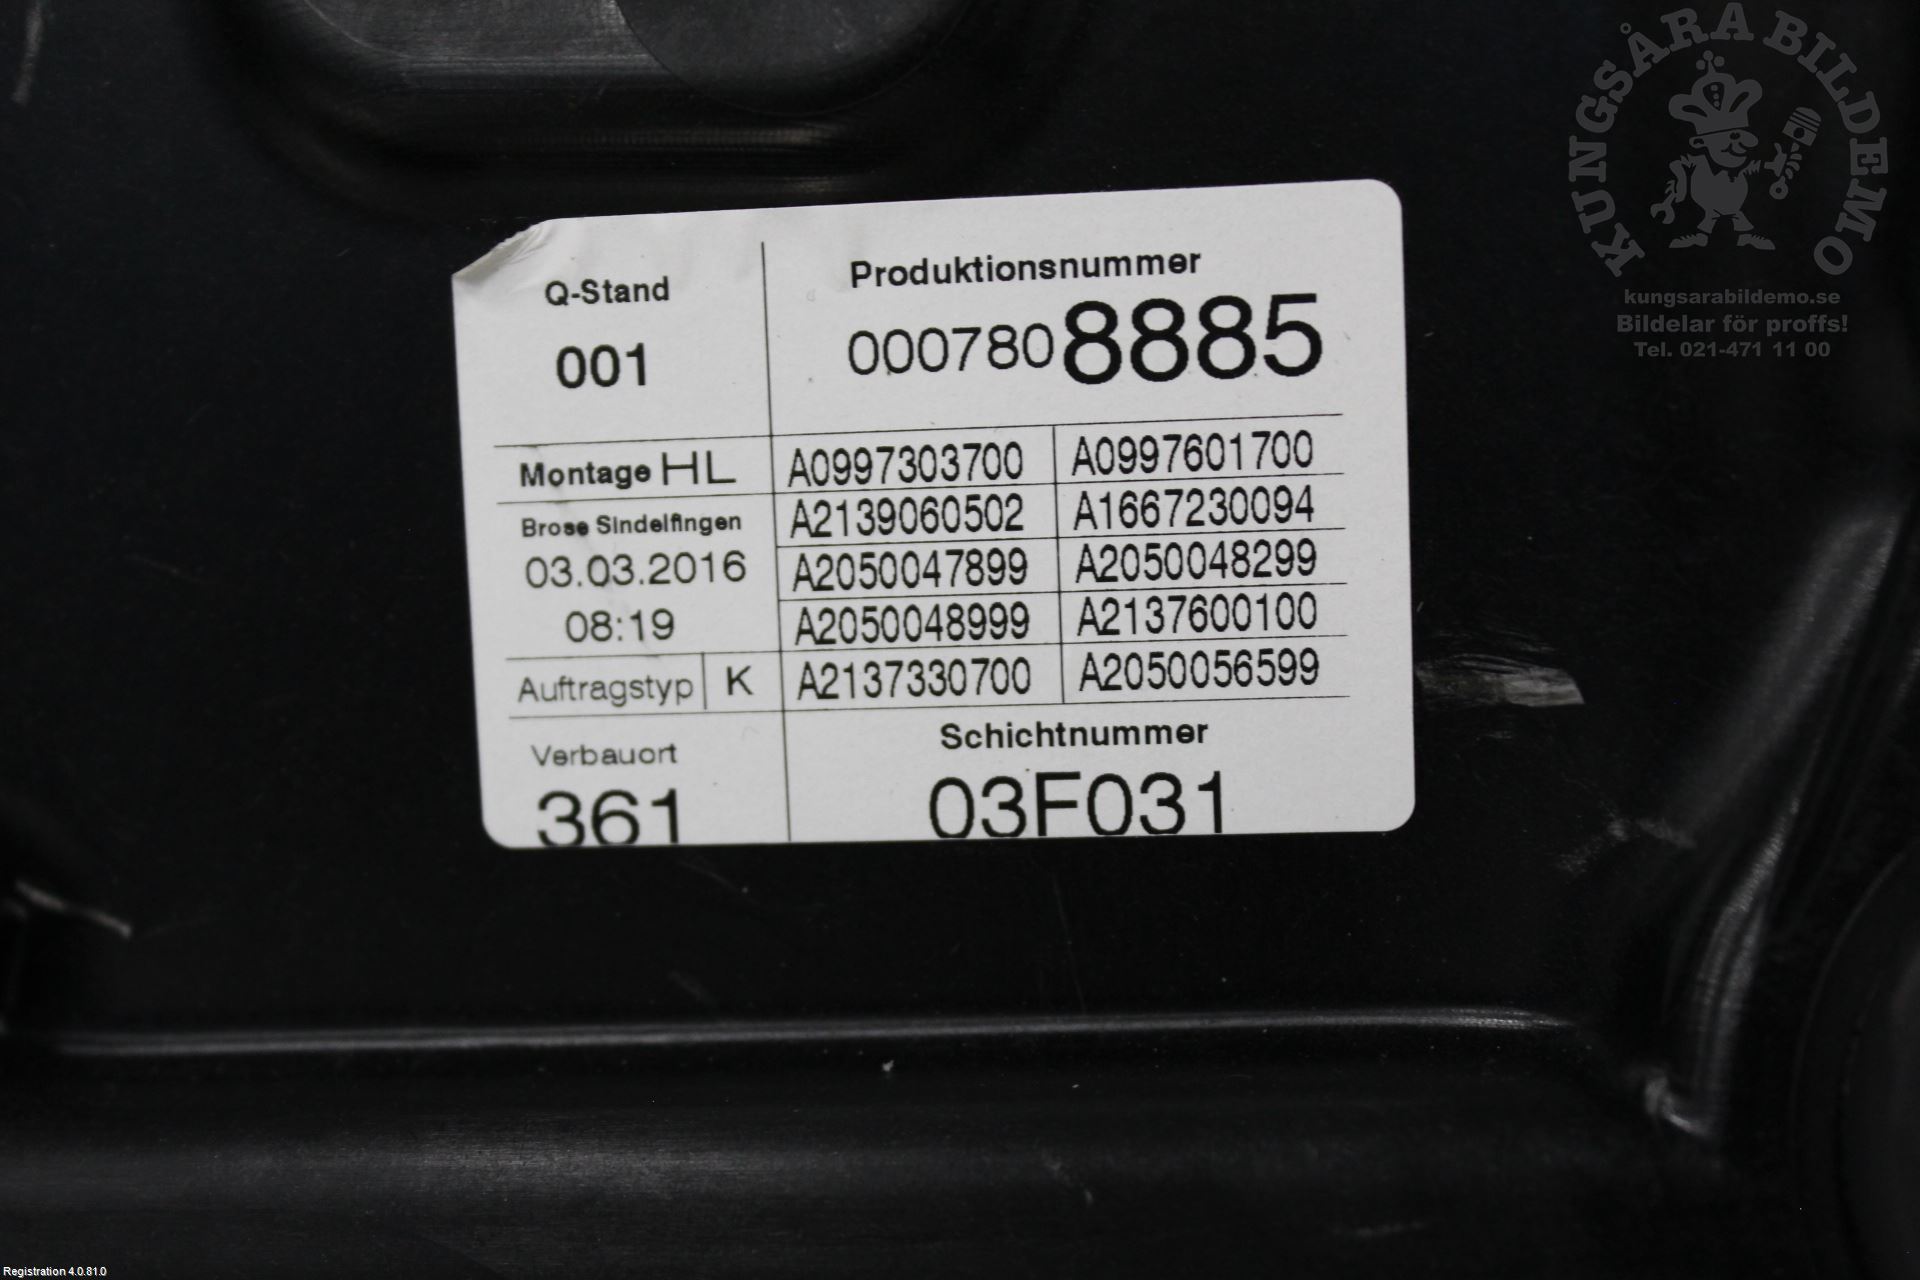 KUNGSÅRA BILDEMO
kungsarabildemo.se
Bildelar för proffs!
Tel. 021-471 11 00
Q-Stand
001
Produktionsnummer
0007808885
Montage HL
Brose Sindelfingen
03.03.2016
08:19
Auftragstyp K
A0997303700 A0997601700
A2139060502 A1667230094
A2050047899 A2050048299
A2050048999 A2137600100
A2137330700 A2050056599
Verbauort
361
Schichtnummer
03F031
Registration 4.0.81.0